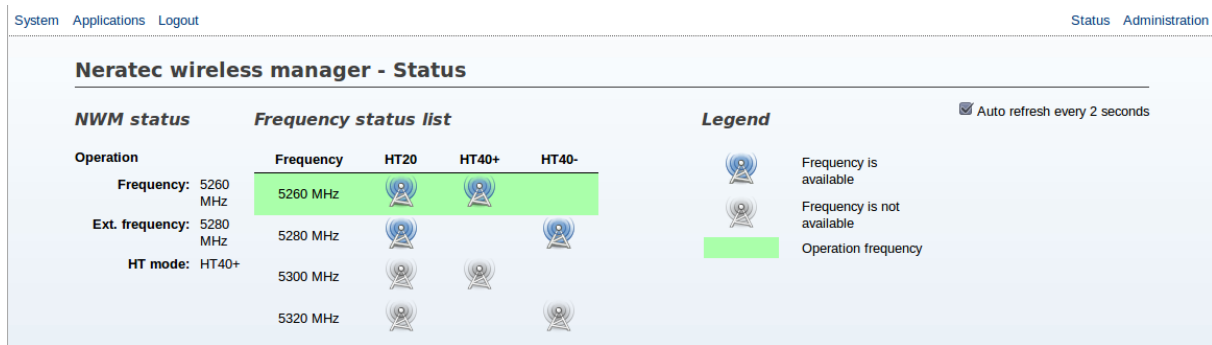 System Applications Logout Status Administration
Neratec wireless manager - Status
Auto refresh every 2 seconds
NWM status
Operation
Frequency: 5260
MHz
Ext. frequency: 5280
MHz
HT mode: HT40+
Frequency status list
Frequency HT20 HT40+ HT40-
5260 MHz
5280 MHz
5300 MHz
5320 MHz
Legend
Frequency is
available
Frequency is not
available
Operation frequency